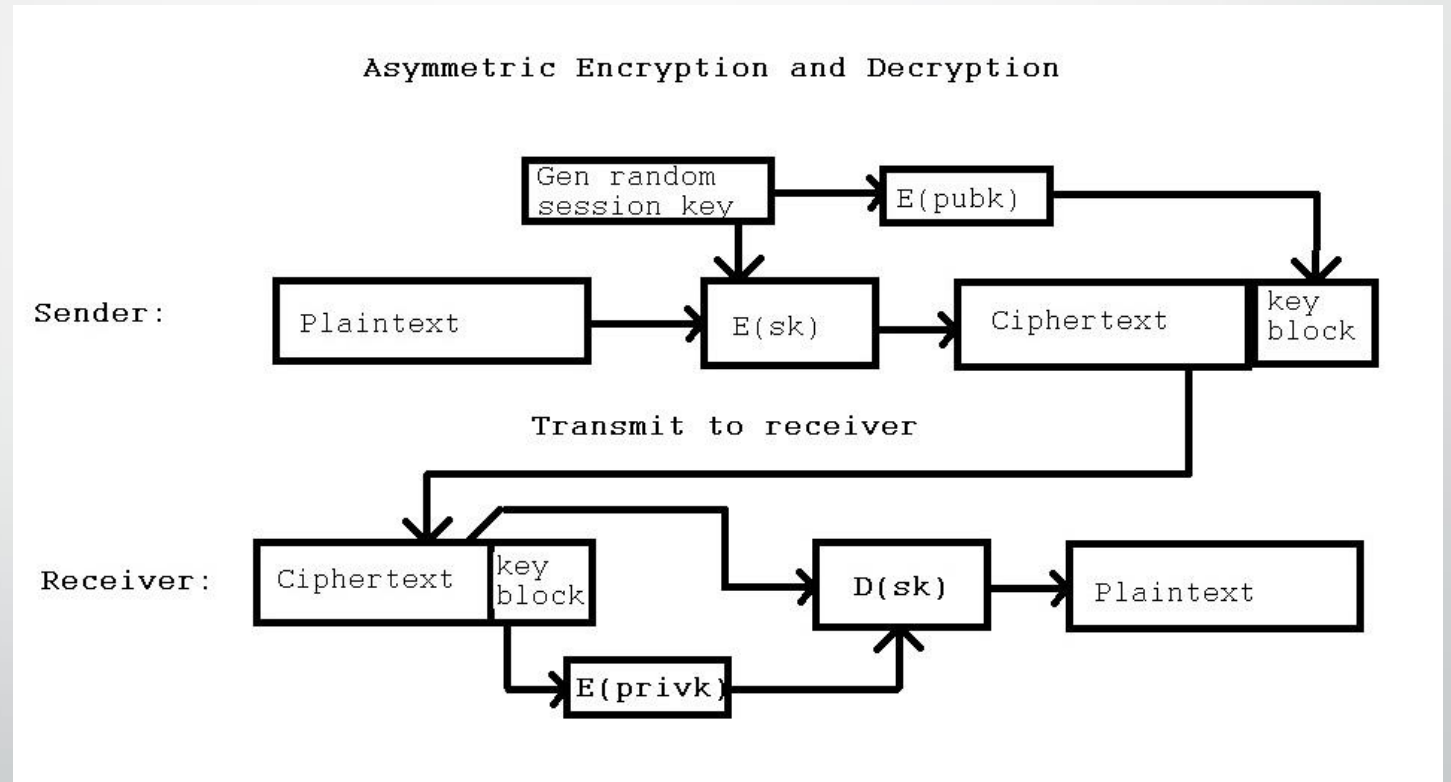 Asymmetric Encryption and Decryption
Gen random
session key
E(pubk)
Sender:
Plaintext
E(sk)
Ciphertext
key
block
Transmit to receiver
Receiver:
Ciphertext
key
block
D(sk)
Plaintext
E(privk)